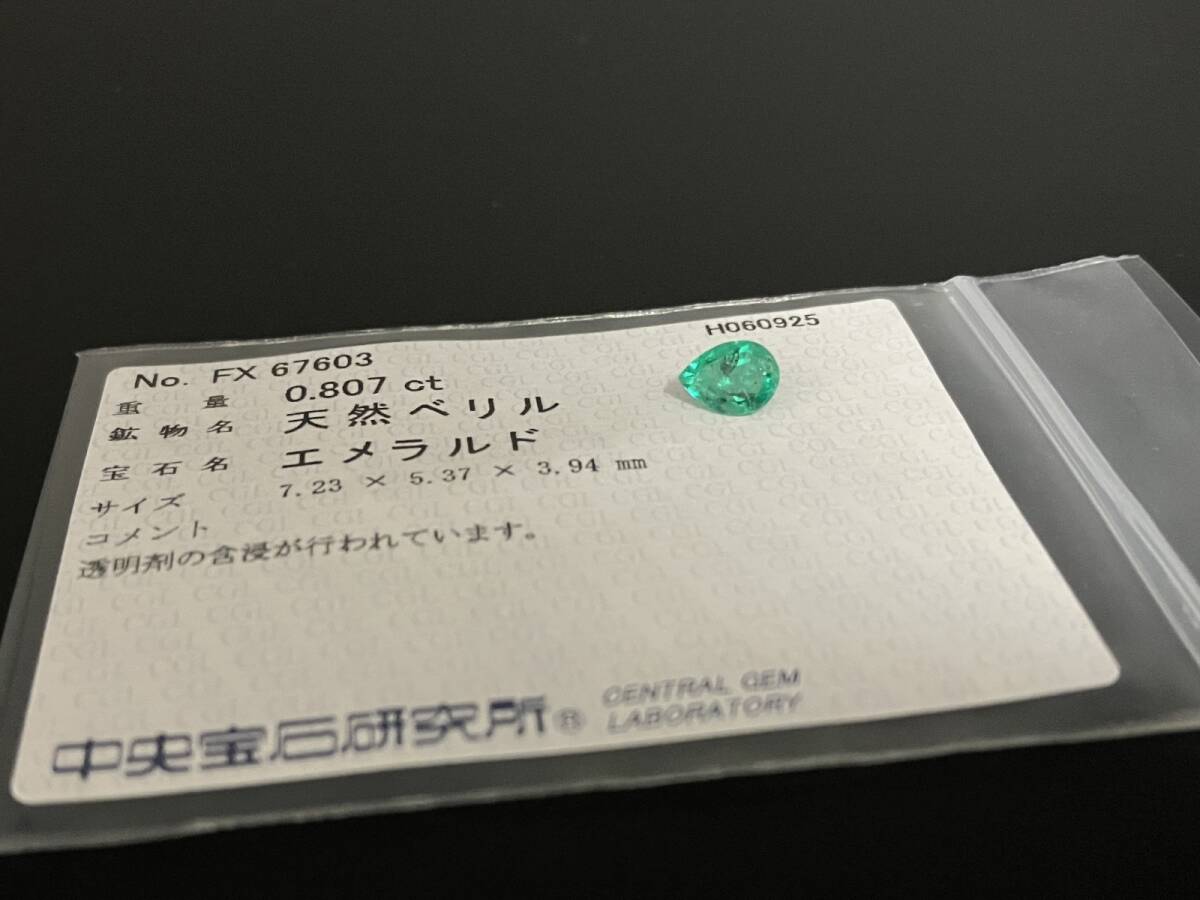 H060925
No. FX 67603
重量 0.807 ct
鉱物名 天然ベリル
宝石名 エメラルド
サイズ 7.23 × 5.37 × 3.94 mm
コメント
透明剤の含浸が行われています。
中央宝石研究所® CENTRAL GEM
LABORATORY